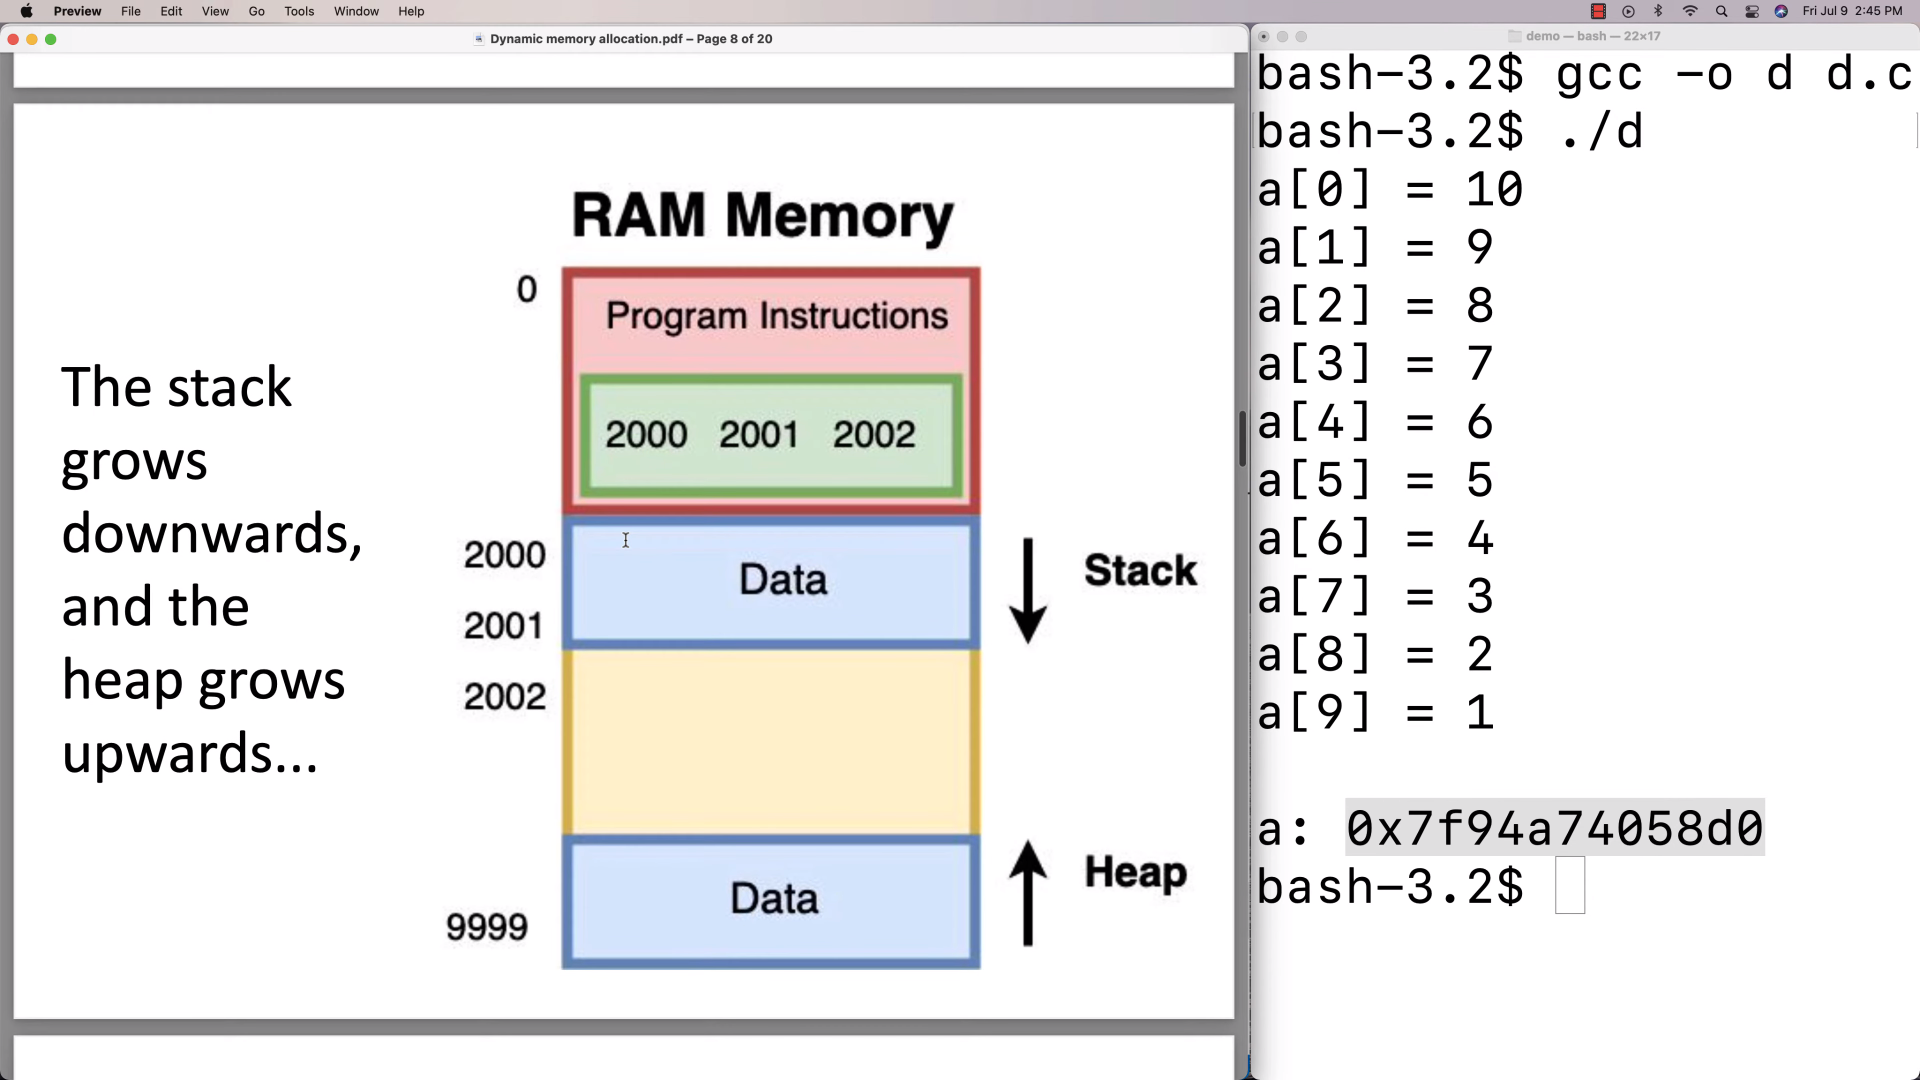 Preview File Edit View Go Tools Window Help Fri Jul 9 2:45 PM
Dynamic memory allocation.pdf – Page 8 of 20
The stack
grows
downwards,
and the
heap grows
upwards...
RAM Memory
0
Program Instructions
2000 2001 2002
2000
Data
Stack
2001
2002
Heap
Data
9999
demo — bash — 22×17
bash-3.2$ gcc -o d d.c
bash-3.2$ ./d
a[0] = 10
a[1] = 9
a[2] = 8
a[3] = 7
a[4] = 6
a[5] = 5
a[6] = 4
a[7] = 3
a[8] = 2
a[9] = 1
a: 0x7f94a74058d0
bash-3.2$